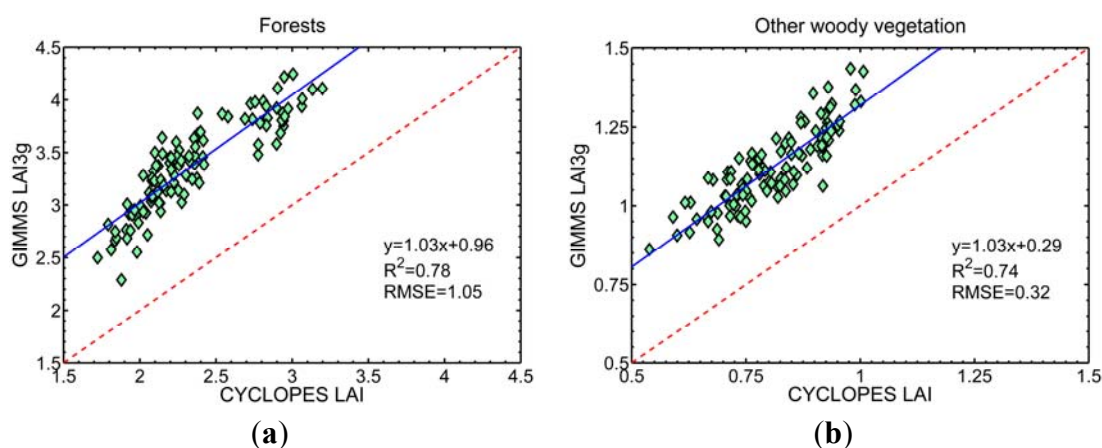 Forests
4.5
4
3.5
3
2.5
2
1.5
GIMMS LAI3g
y=1.03x+0.96
R²=0.78
RMSE=1.05
1.5 2 2.5 3 3.5 4 4.5
CYCLOPES LAI
(a)
Other woody vegetation
1.5
1.25
1
0.75
0.5
GIMMS LAI3g
y=1.03x+0.29
R²=0.74
RMSE=0.32
0.5 0.75 1 1.25 1.5
CYCLOPES LAI
(b)